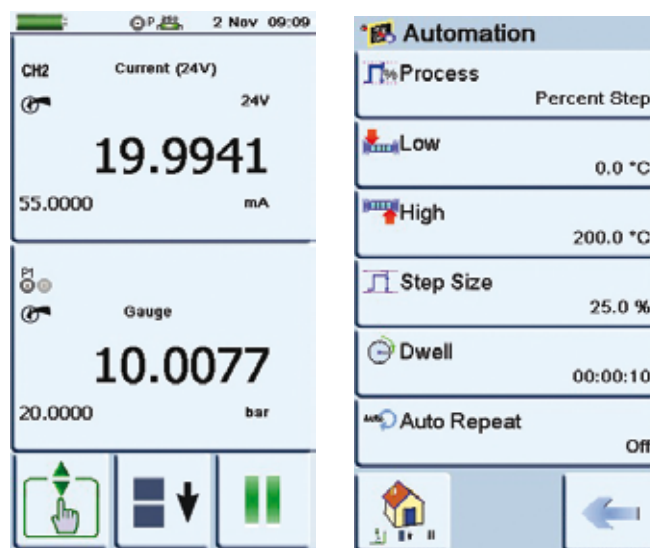 2 Nov 09:09
CH2 Current (24V)
24V
19.9941
55.0000 mA
P1
Gauge
10.0077
20.0000 bar
Automation
Process
Percent Step
Low
0.0 °C
High
200.0 °C
Step Size
25.0 %
Dwell
00:00:10
Auto Repeat
Off